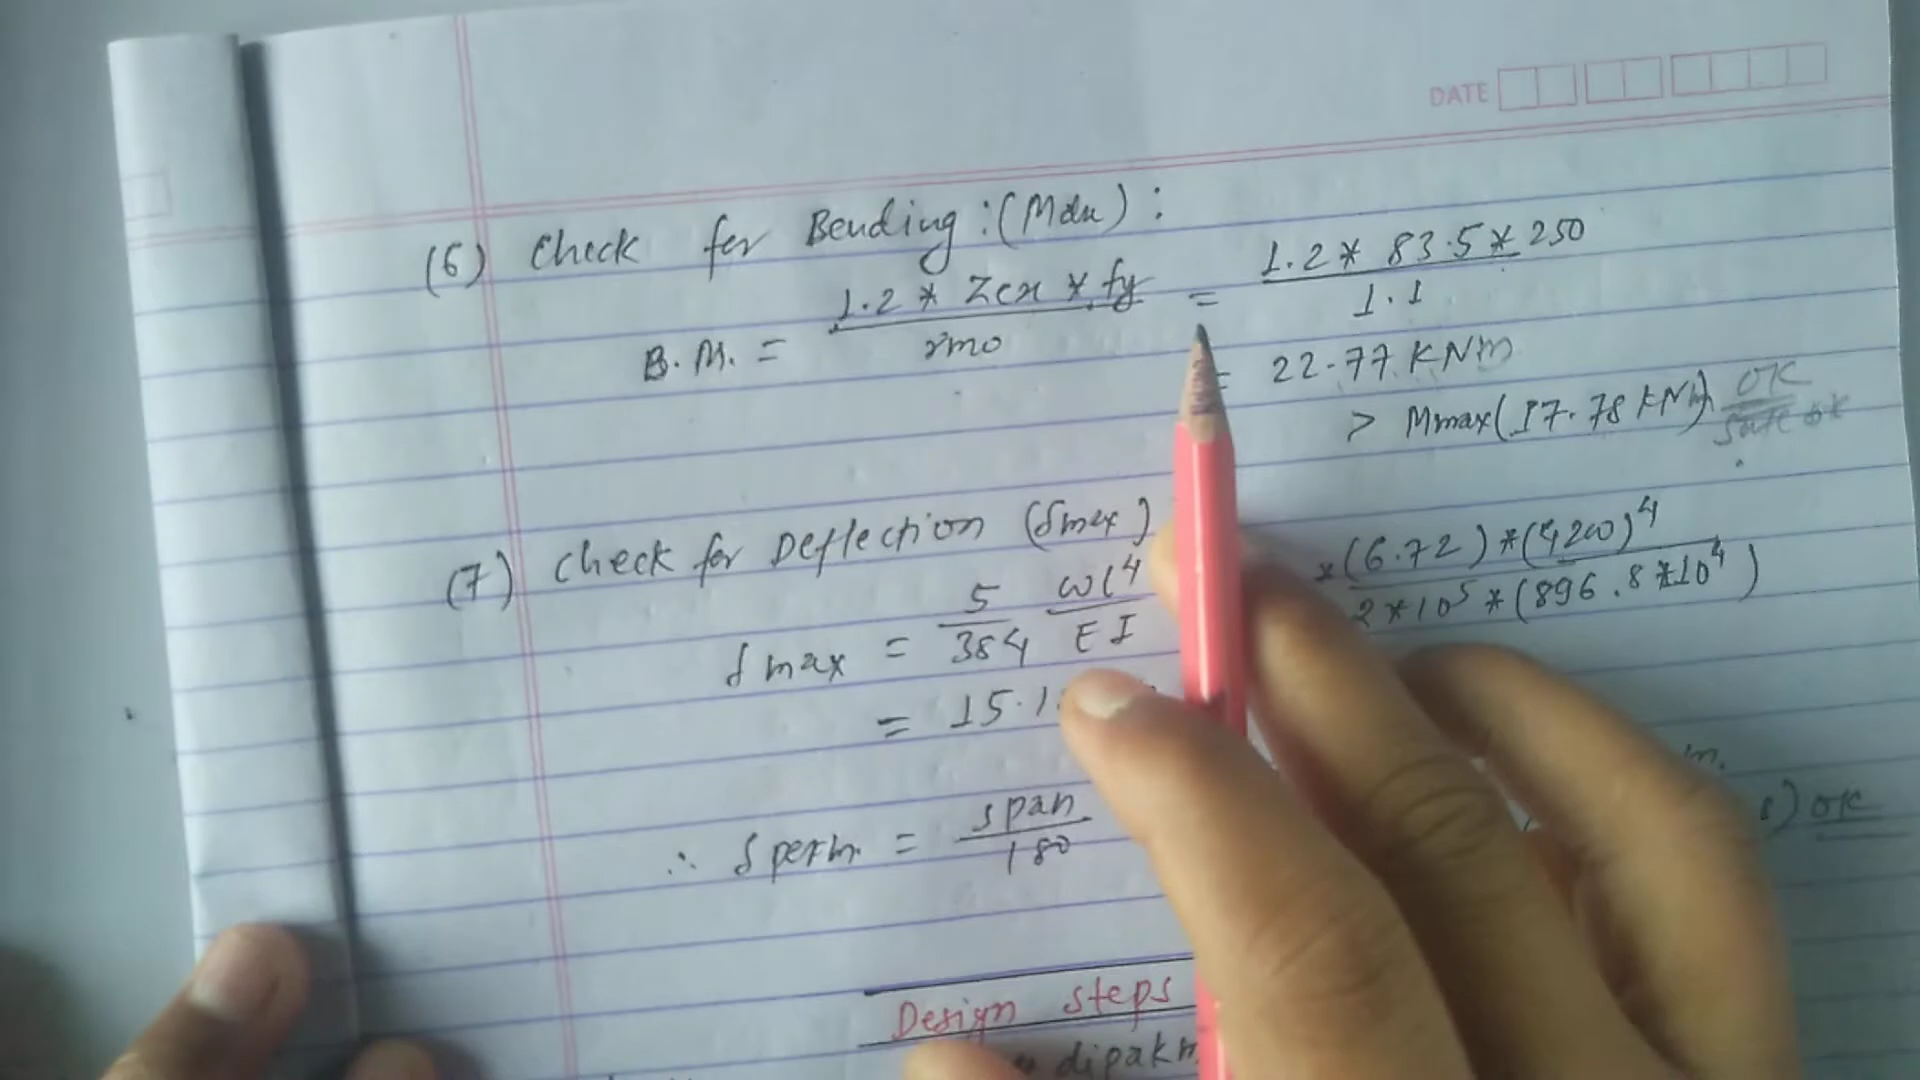 DATE
(6) Check for Bending :(Mdx) :
B.M. = 1.2 * Zex * fy / γmo = 1.2 * 83.5 * 250 / 1.1
= 22.77 KNm
> Mmax (17.78 KNm) OK
safe ok
(7) Check for Deflection (δmax)
δmax = 5/384 wl⁴/EI * (6.72) * (4200)⁴ / 2*10⁵ * (896.8*10⁴)
= 15.1
m.
∴ δperm. = span/180 ) OK
Design steps
dipak